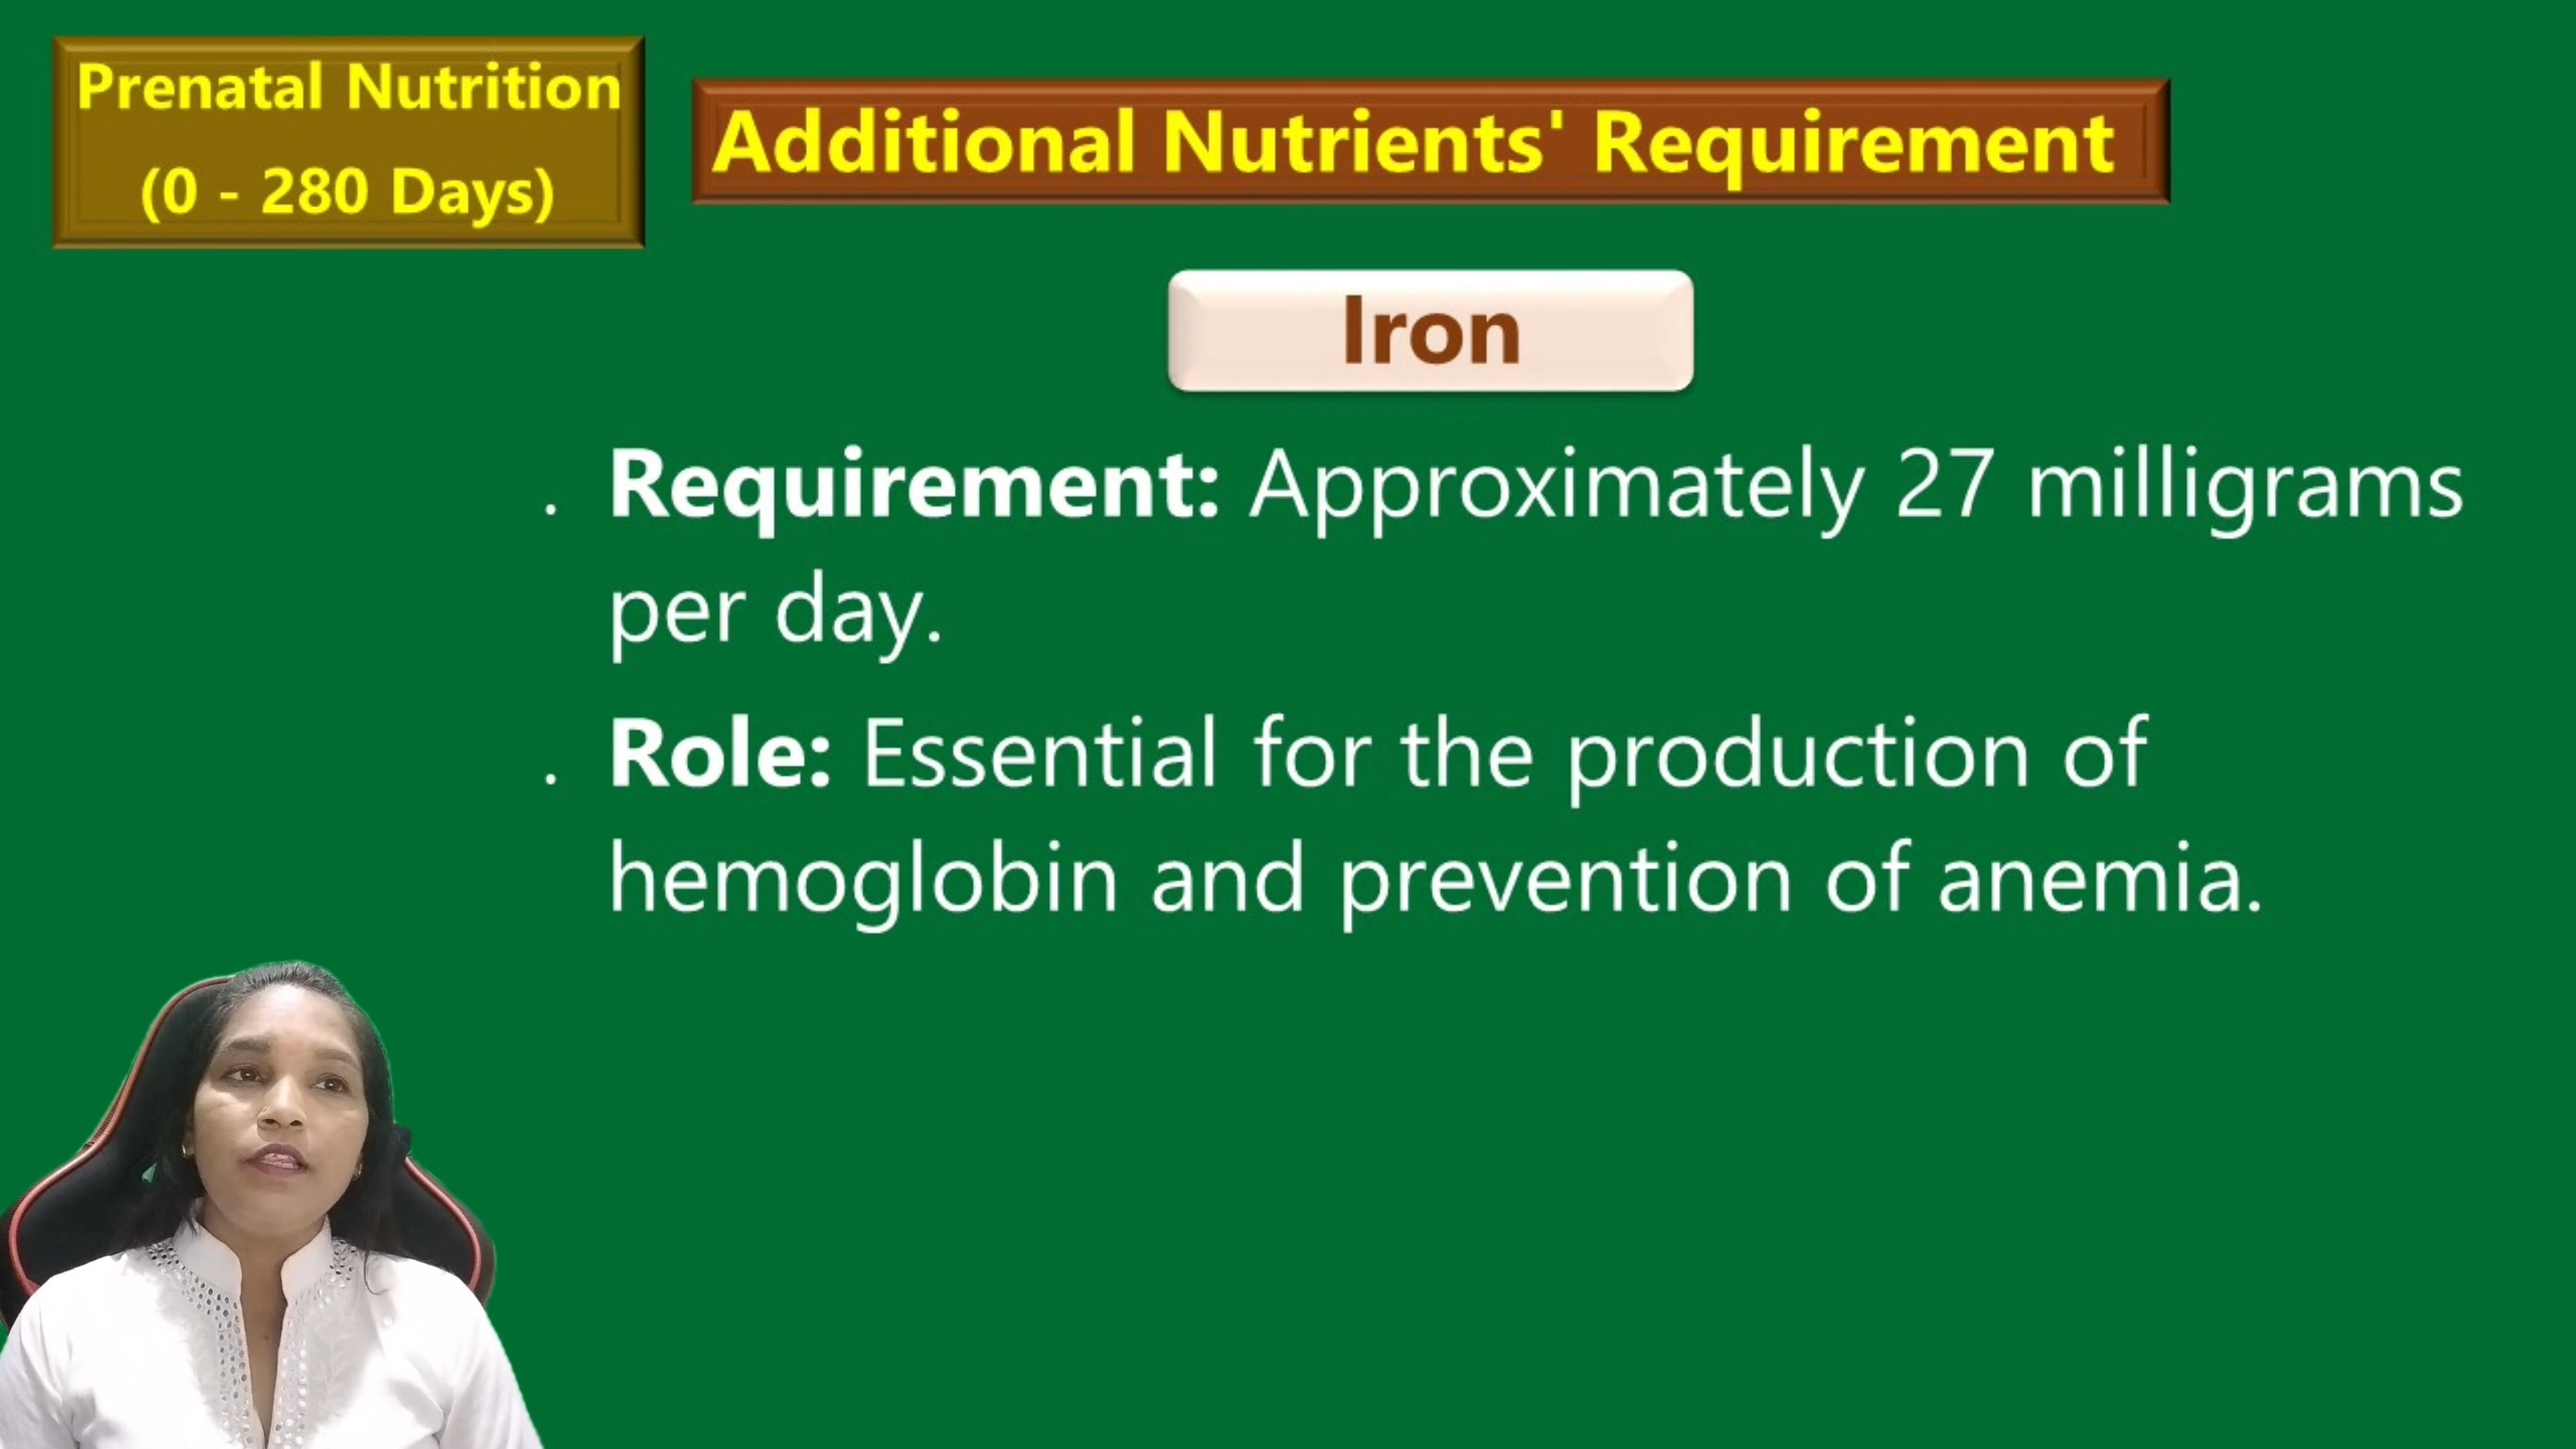 Prenatal Nutrition
(0 - 280 Days)
Additional Nutrients' Requirement
Iron
. Requirement: Approximately 27 milligrams
per day.
. Role: Essential for the production of
hemoglobin and prevention of anemia.